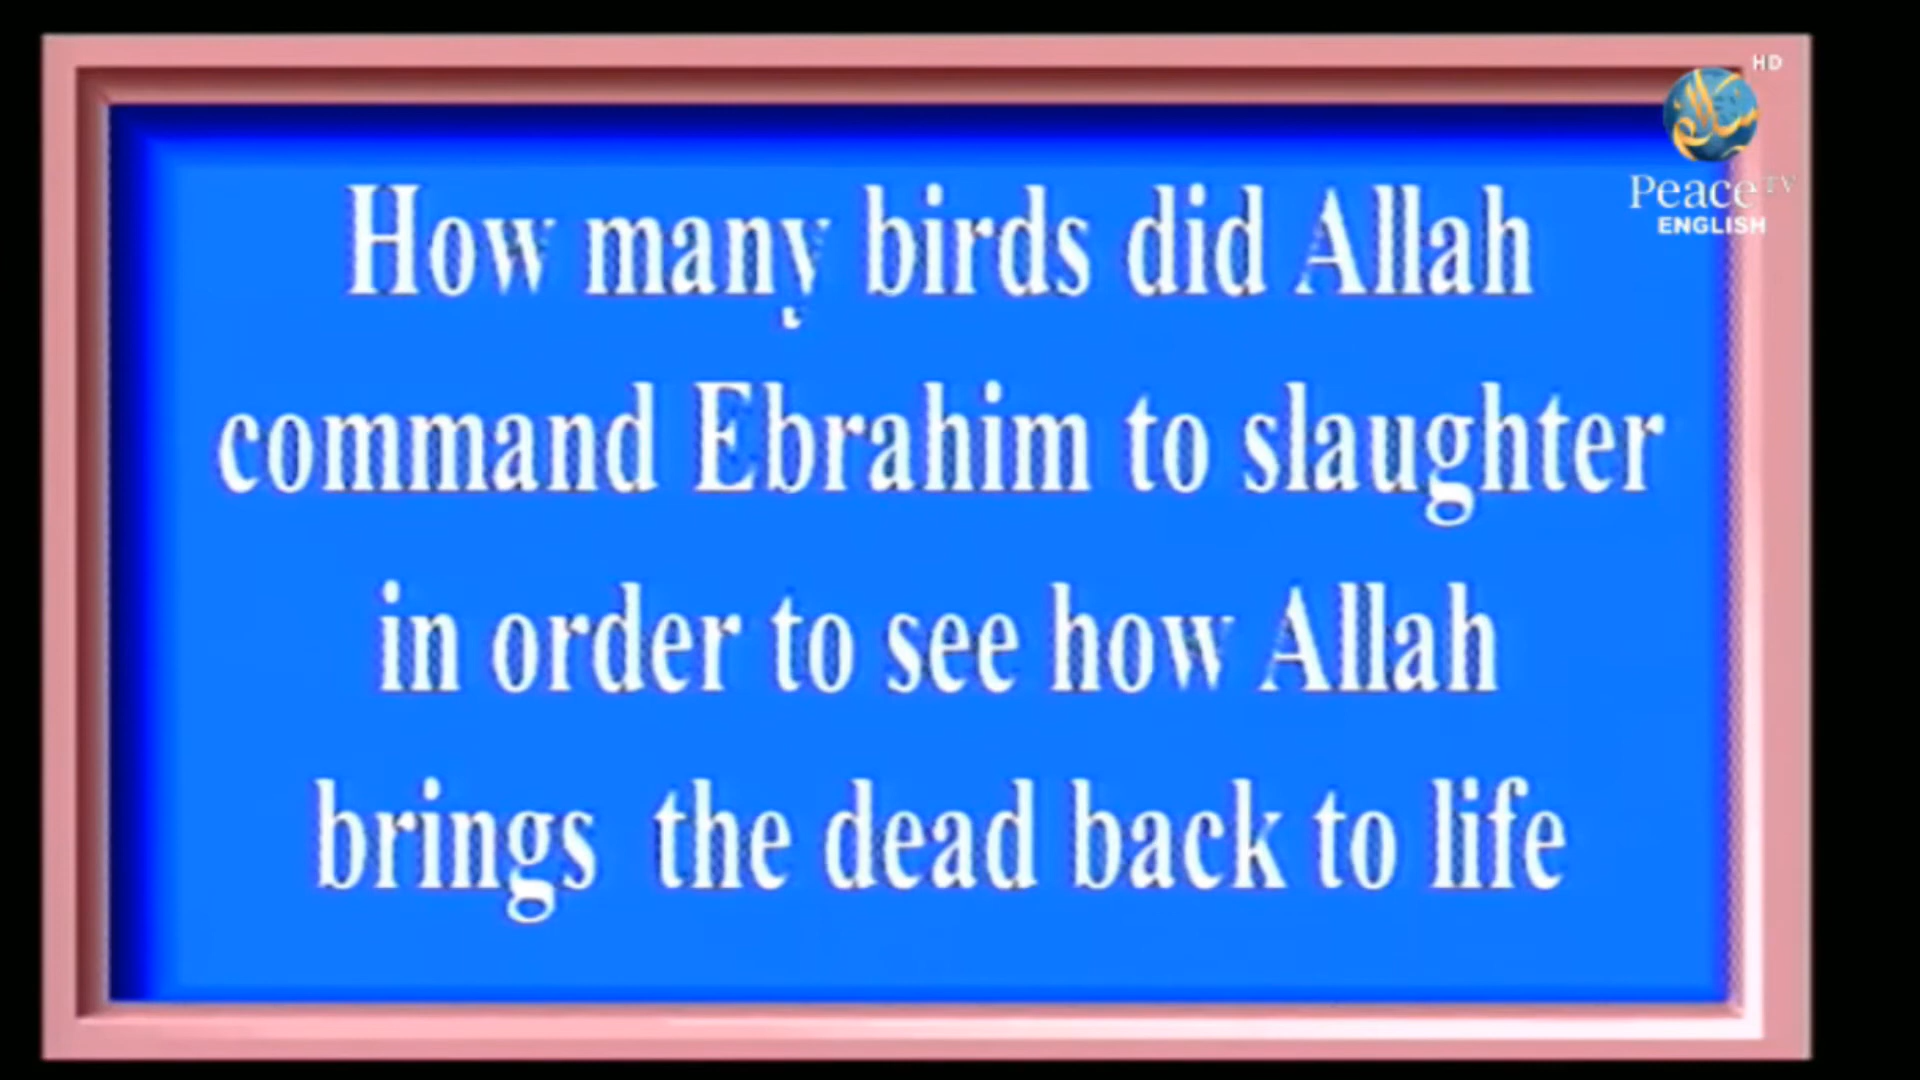 HD
سلام
Peace TV
ENGLISH
How many birds did Allah
command Ebrahim to slaughter
in order to see how Allah
brings the dead back to life